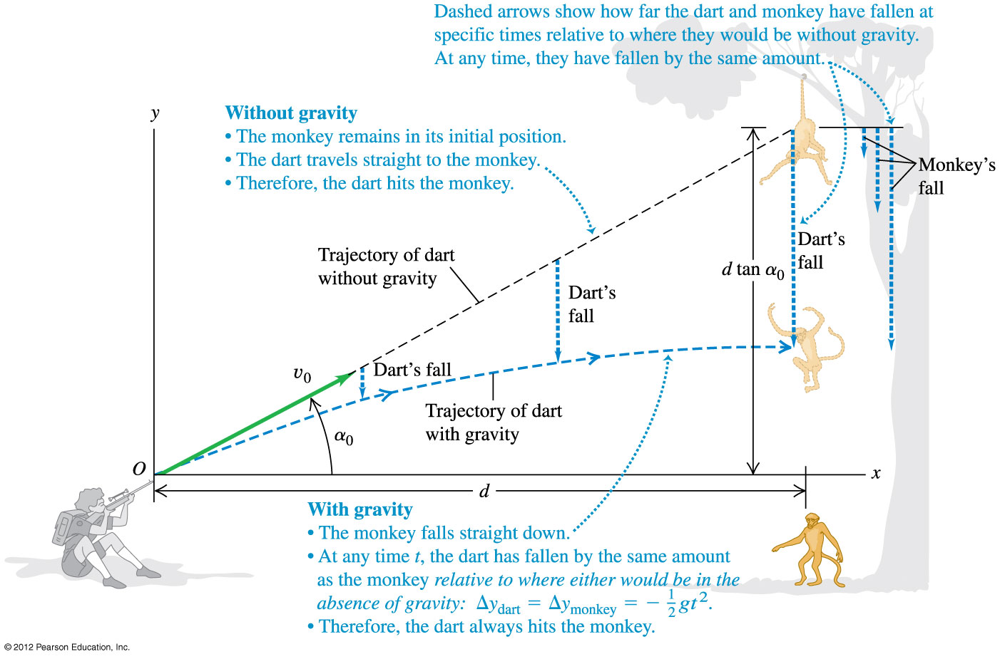 Dashed arrows show how far the dart and monkey have fallen at
specific times relative to where they would be without gravity.
At any time, they have fallen by the same amount.
y
Without gravity
• The monkey remains in its initial position.
• The dart travels straight to the monkey.
• Therefore, the dart hits the monkey.
Monkey’s
fall
Trajectory of dart
without gravity
Dart’s
fall
d tan α₀
Dart’s
fall
v₀
Dart’s fall
Trajectory of dart
with gravity
α₀
O
x
d
With gravity
• The monkey falls straight down.
• At any time t, the dart has fallen by the same amount
as the monkey relative to where either would be in the
absence of gravity: Δy_dart = Δy_monkey = − ½gt².
• Therefore, the dart always hits the monkey.
© 2012 Pearson Education, Inc.